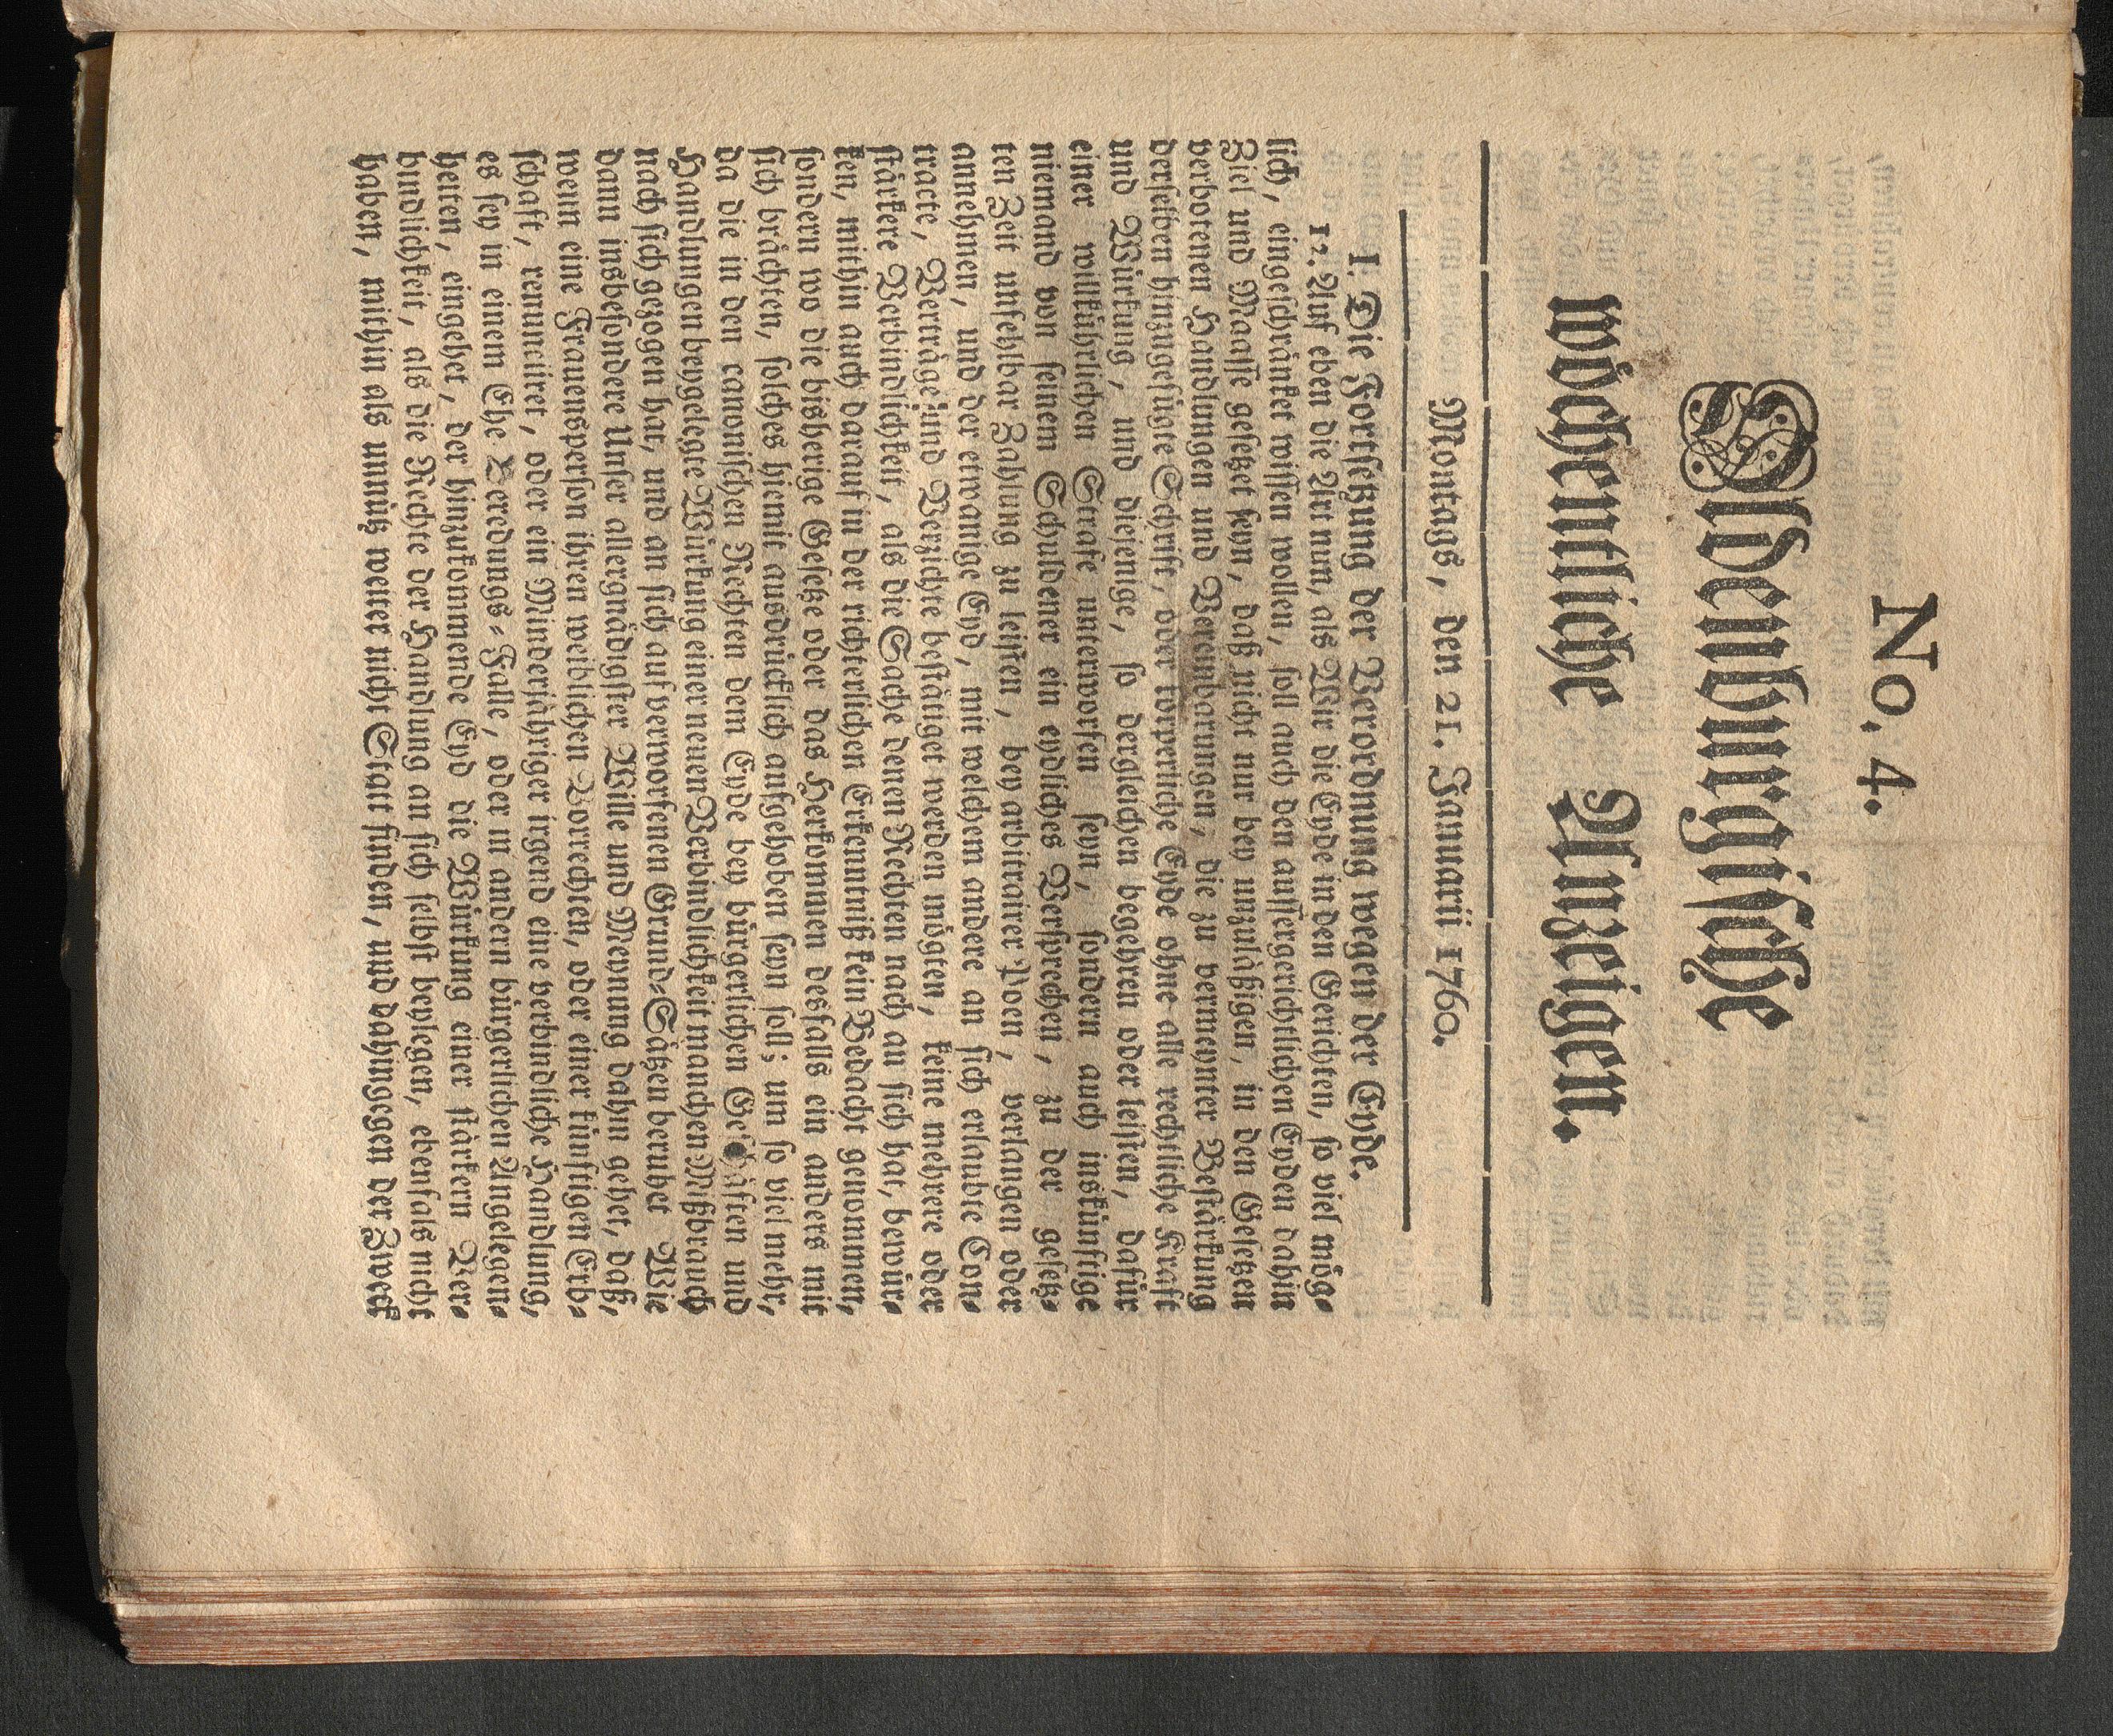 No. 4.
Oldenburgische
wöchentliche Anzeigen.
Montags, den 21. Januarii 1760.
I. Die Fortsetzung der Verordnung wegen der Eyde.
12. Auf eben die Art nun, als Wir die Eyde in den Gerichten, so viel mög-
lich, eingeschränket wissen wollen, soll auch den aussergerichtlichen Eyden dahin
Ziel und Maasse gesetzet seyn, daß nicht nur bey unzuläßigen, in den Gesetzen
verbotenen Handlungen und Vereinbarungen, die zu vermeynter Bestärkung
derselben hinzugefügte Schrift, oder cörperliche Eyde ohne alle rechtliche Kraft
und Würkung, und diejenige, so dergleichen begehren oder leisten, dafür
einer willkührlichen Strafe unterworfen seyn, sondern auch inskünftige
niemand von seinem Schuldener ein eydliches Versprechen, zu der gesetz-
ten Zeit unfehlbar Zahlung zu leisten, bey arbitrairer Poen, verlangen oder
annehmen, und der etwanige Eyd, mit welchem andere an sich erlaubte Con-
tracte, Verträge und Verzichte bestätiget werden mögten, keine mehrere oder
stärkere Verbindlichkeit, als die Sache denen Rechten nach an sich hat, bewür-
ken, mithin auch darauf in der richterlichen Erkenntniß kein Bedacht genommen,
sondern wo die bisherige Gesetze oder das Herkommen desfalls ein anders mit
sich brächten, solches hiemit ausdrücklich aufgehoben seyn soll; um so vielmehr,
da die in den canonischen Rechten dem Eyde bey bürgerlichen Geschäften und
Handlungen beygelegte Würkung einer neuen Verbindlichkeit manchen Mißbrauch
nach sich gezogen hat, und an sich auf verworfenen Grund-Sätzen beruhet Wie
dann insbesondere Unser allergnädigster Wille und Meynung dahin gehet, daß,
wenn eine Frauensperson ihren weiblichen Vorrechten, oder einer künftigen Erb-
schaft, renunciiret, oder ein Minderjähriger irgend eine verbindliche Handlung,
es sey in einem Ehe Beredungs-Falle, oder in andern bürgerlichen Angelegen-
heiten, eingehet, der hinzukommende Eyd die Würkung einer stärkern Ver-
bindlichkeit, als die Rechte der Handlung an sich selbst beylegen, ebenfals nicht
haben, mithin als unnütz weiter nicht Statt finden, und dahingegen der Zweck